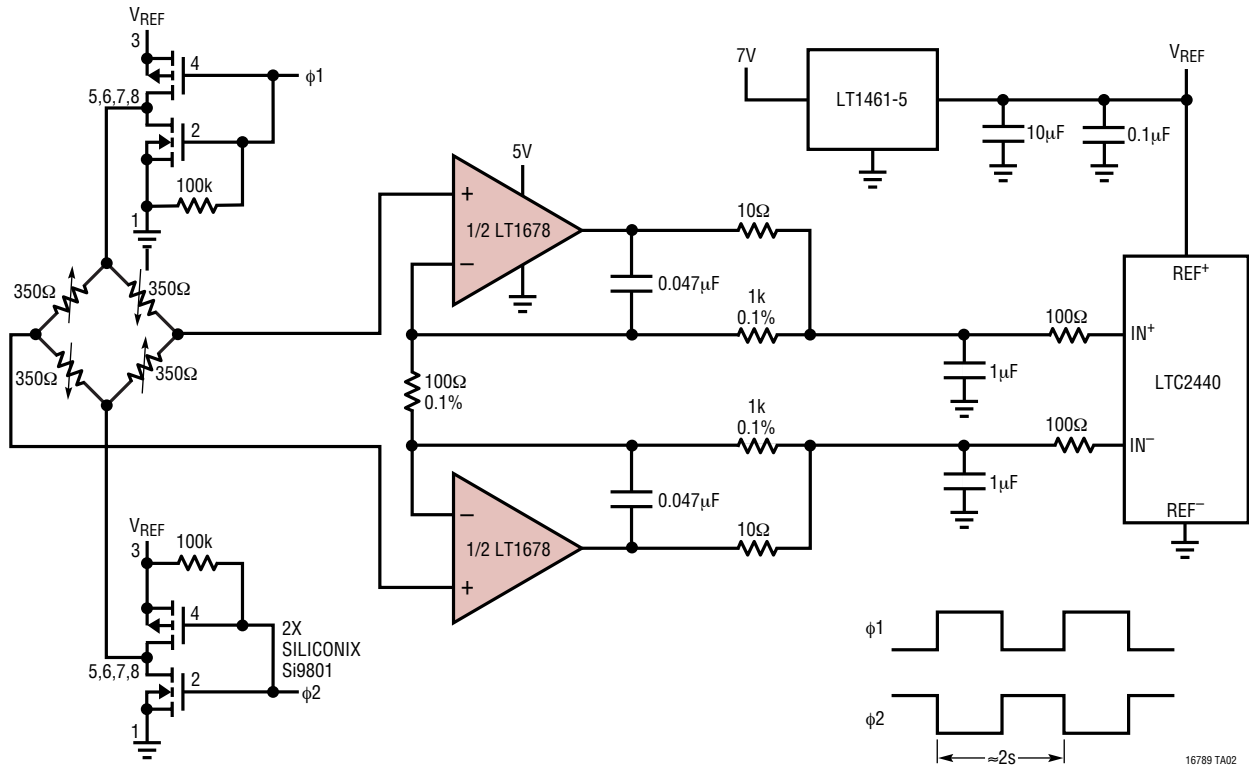 VREF
3
4
ϕ1
5,6,7,8
2
100k
1
350Ω
350Ω
350Ω
350Ω
VREF
3
100k
4
2X
SILICONIX
Si9801
5,6,7,8
2
ϕ2
1
5V
+
1/2 LT1678
–
10Ω
0.047µF
1k
0.1%
100Ω
0.1%
1k
0.1%
0.047µF
–
1/2 LT1678
+
10Ω
7V
LT1461-5
10µF
0.1µF
VREF
REF+
100Ω
IN+
1µF
LTC2440
100Ω
IN–
1µF
REF–
ϕ1
ϕ2
≈2s
16789 TA02